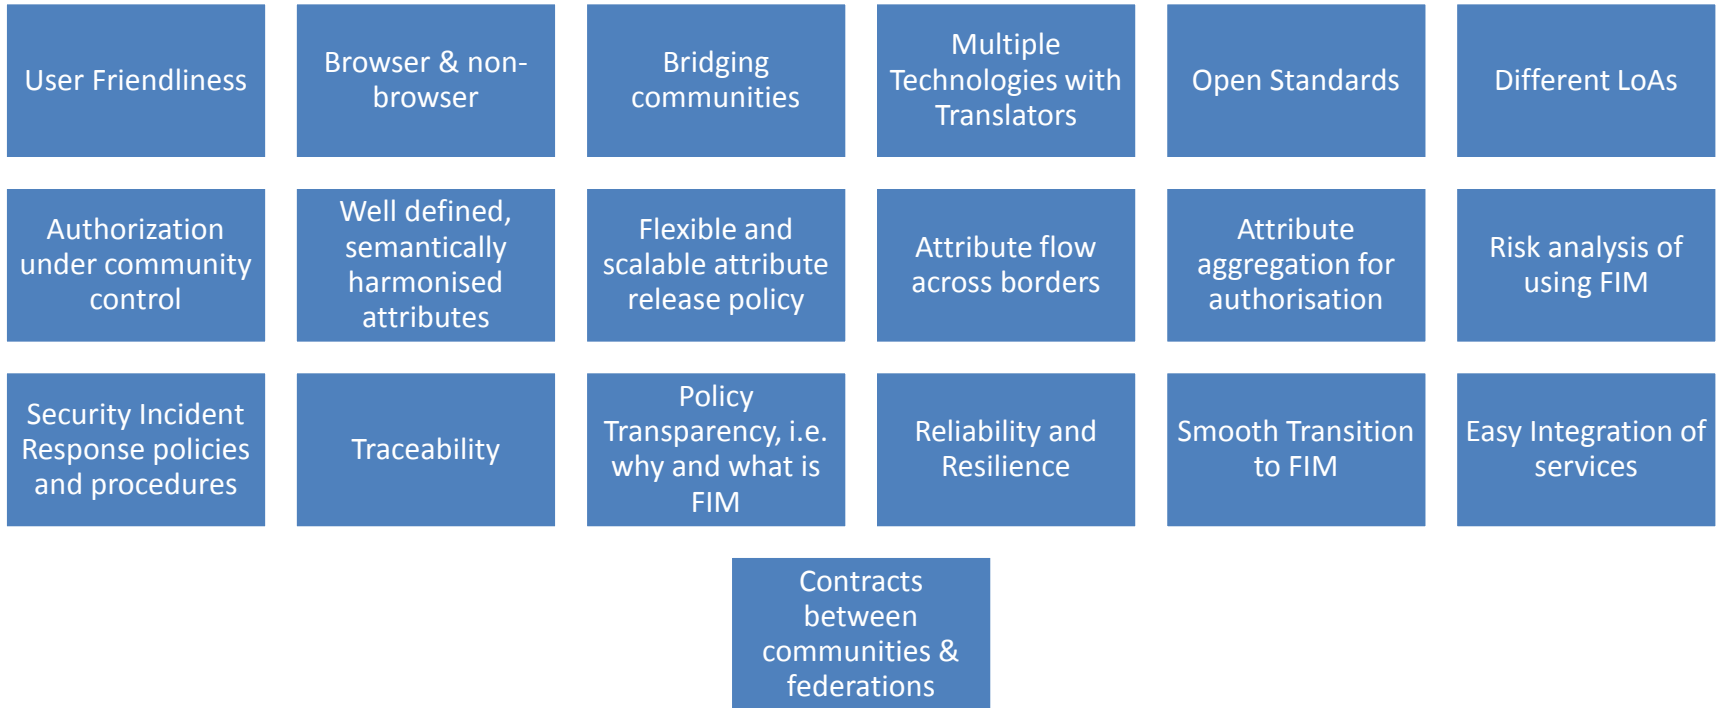 User Friendliness
Browser & non-
browser
Bridging
communities
Multiple
Technologies with
Translators
Open Standards
Different LoAs
Authorization
under community
control
Well defined,
semantically
harmonised
attributes
Flexible and
scalable attribute
release policy
Attribute flow
across borders
Attribute
aggregation for
authorisation
Risk analysis of
using FIM
Security Incident
Response policies
and procedures
Traceability
Policy
Transparency, i.e.
why and what is
FIM
Reliability and
Resilience
Smooth Transition
to FIM
Easy Integration of
services
Contracts
between
communities &
federations